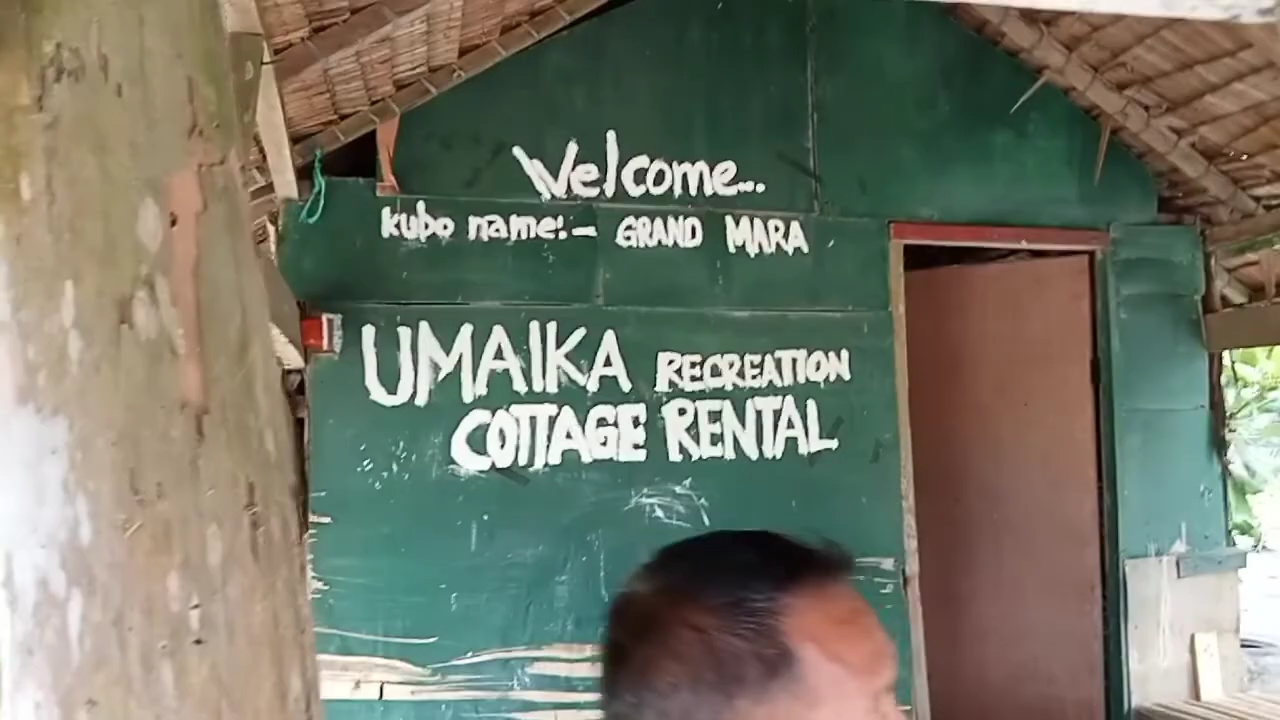 Welcome...
kubo name:- GRAND MARA
UMAIKA RECREATION
COTTAGE RENTAL